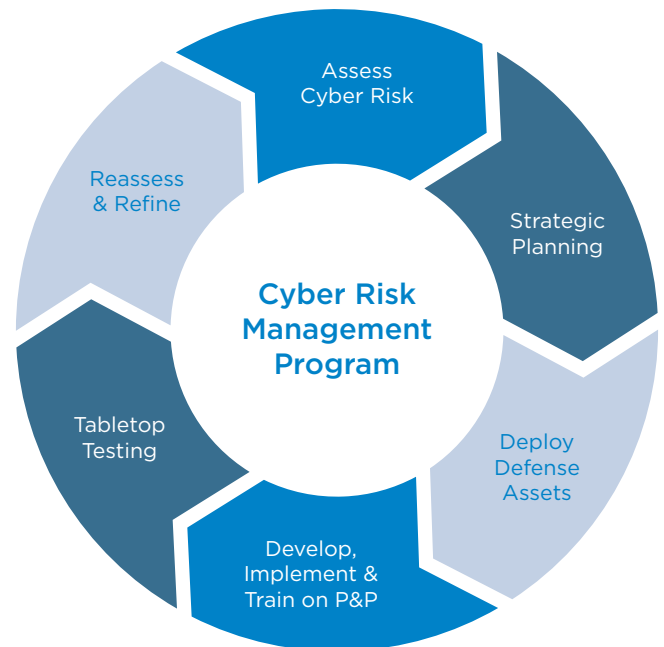 Assess
Cyber Risk
Strategic
Planning
Deploy
Defense
Assets
Develop,
Implement &
Train on P&P
Tabletop
Testing
Reassess
& Refine
Cyber Risk
Management
Program